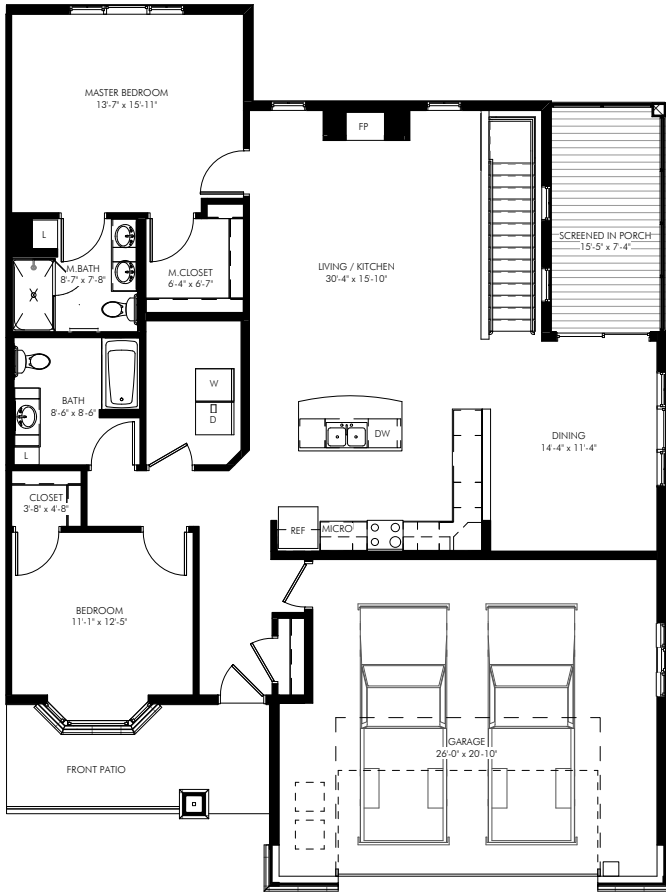 MASTER BEDROOM
13'-7" x 15'-11"
FP
L
M.BATH
8'-7" x 7'-8"
M.CLOSET
6'-4" x 6'-7"
LIVING / KITCHEN
30'-4" x 15'-10"
SCREENED IN PORCH
15'-5" x 7'-4"
W
D
BATH
8'-6" x 8'-6"
L
DW
DINING
14'-4" x 11'-4"
CLOSET
3'-8" x 4'-8"
REF
MICRO
BEDROOM
11'-1" x 12'-5"
GARAGE
26'-0" x 20'-10"
FRONT PATIO